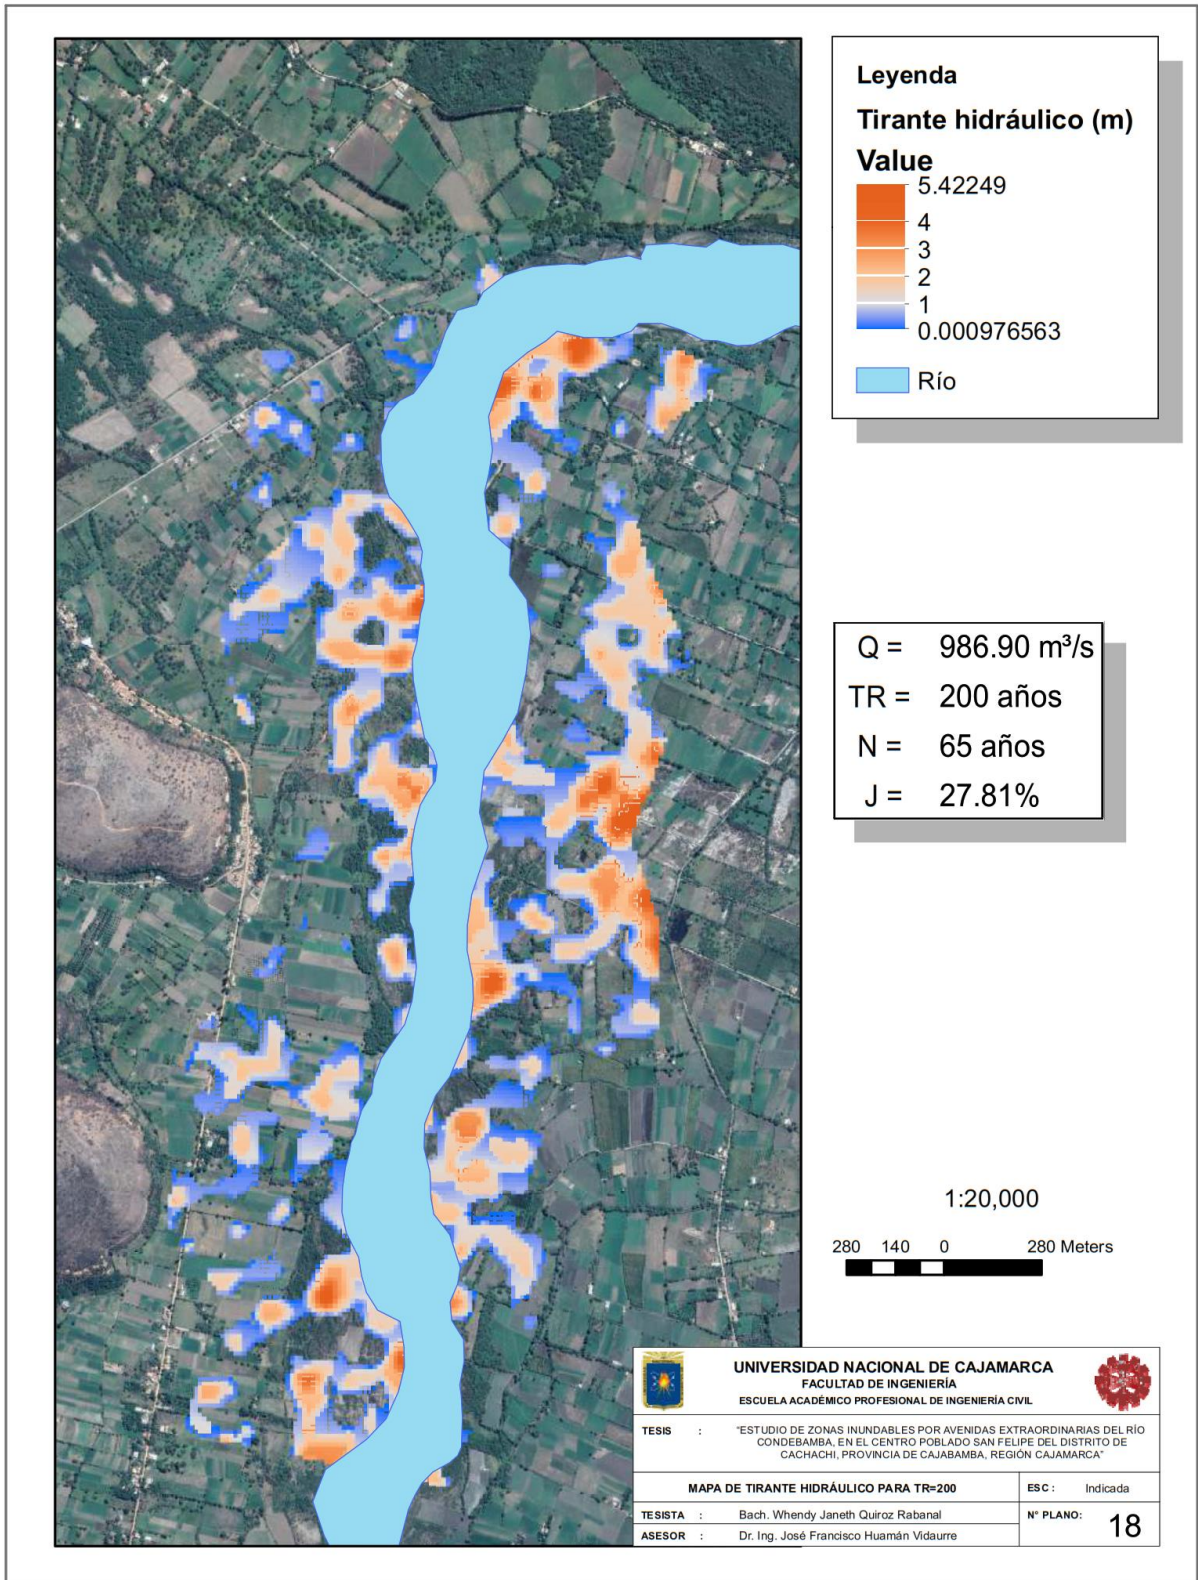 Leyenda
Tirante hidráulico (m)
Value
5.42249
4
3
2
1
0.000976563
Río
Q = 986.90 m³/s
TR = 200 años
N = 65 años
J = 27.81%
1:20,000
280 140 0 280 Meters
UNIVERSIDAD NACIONAL DE CAJAMARCA
FACULTAD DE INGENIERÍA
ESCUELA ACADÉMICO PROFESIONAL DE INGENIERÍA CIVIL
TESIS : "ESTUDIO DE ZONAS INUNDABLES POR AVENIDAS EXTRAORDINARIAS DEL RÍO
CONDEBAMBA, EN EL CENTRO POBLADO SAN FELIPE DEL DISTRITO DE
CACHACHI, PROVINCIA DE CAJABAMBA, REGIÓN CAJAMARCA"
MAPA DE TIRANTE HIDRÁULICO PARA TR=200
ESC : Indicada
TESISTA : Bach. Whendy Janeth Quiroz Rabanal
ASESOR : Dr. Ing. José Francisco Huamán Vidaurre
N° PLANO: 18